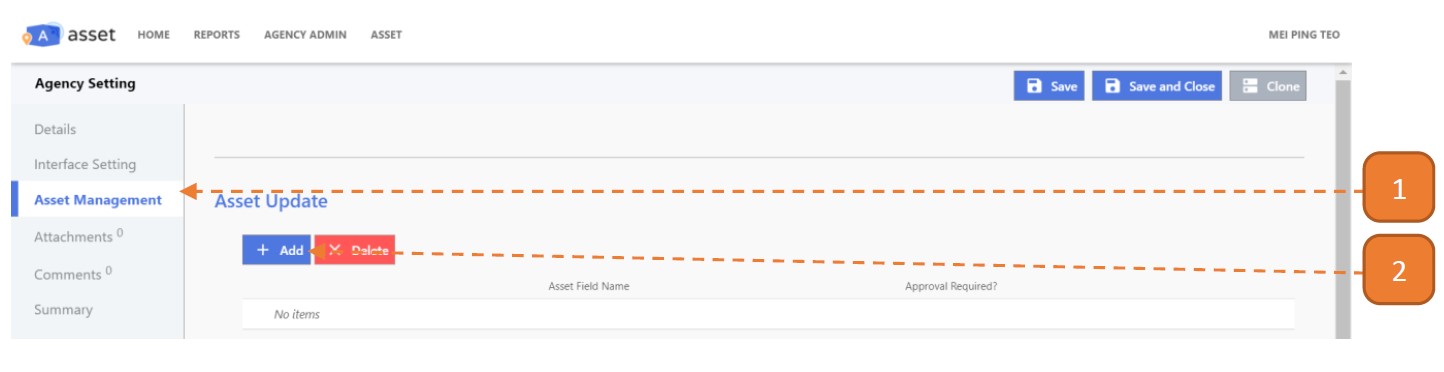 A asset HOME REPORTS AGENCY ADMIN ASSET MEI PING TEO
Agency Setting Save Save and Close Clone
Details
Interface Setting
Asset Management
1
Asset Update
Attachments 0
+ Add × Delete
2
Comments 0
Asset Field Name Approval Required?
Summary
No items